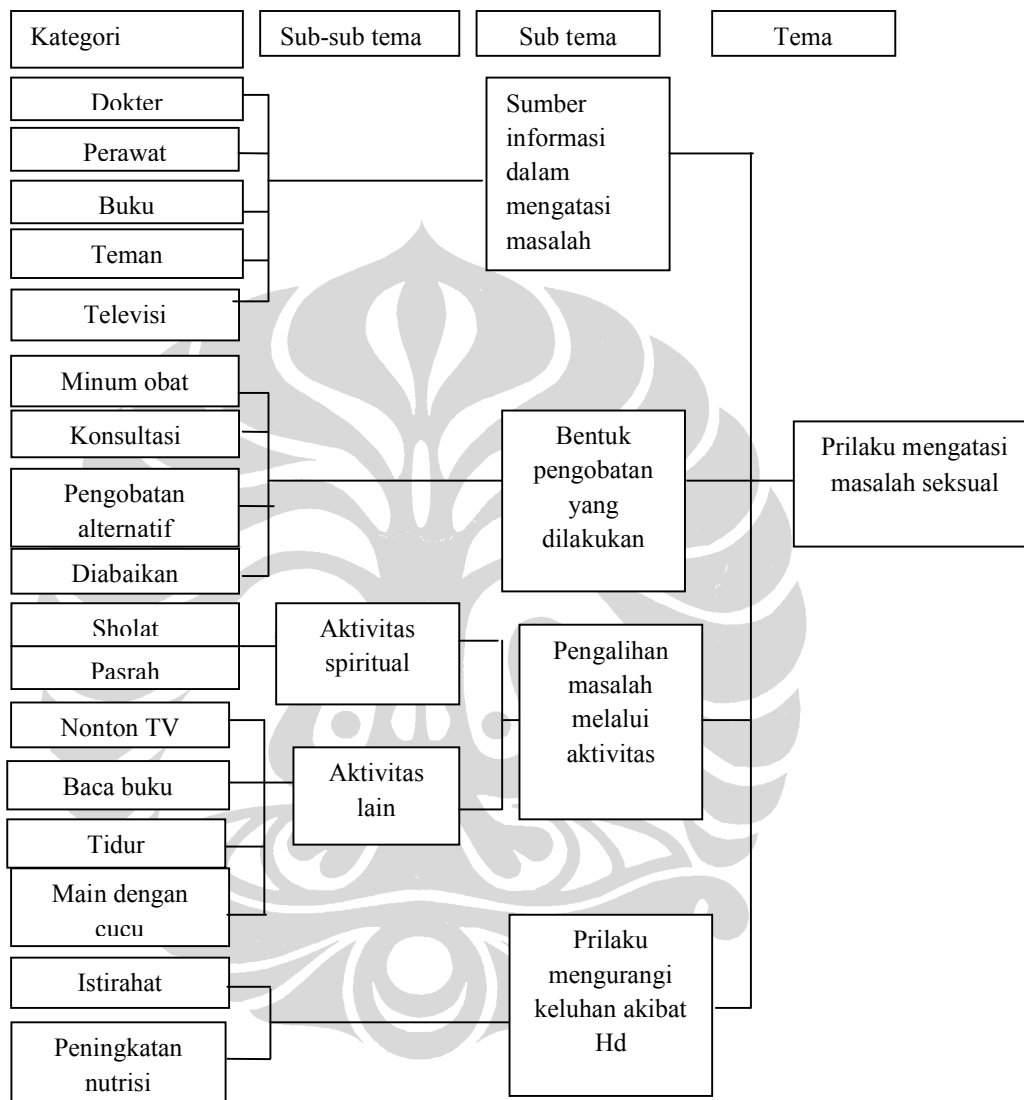 Kategori
Sub-sub tema
Sub tema
Tema
Dokter
Perawat
Buku
Teman
Televisi
Sumber
informasi
dalam
mengatasi
masalah
Minum obat
Konsultasi
Pengobatan
alternatif
Diabaikan
Bentuk
pengobatan
yang
dilakukan
Prilaku mengatasi
masalah seksual
Sholat
Pasrah
Aktivitas
spiritual
Nonton TV
Baca buku
Tidur
Main dengan
cucu
Aktivitas
lain
Pengalihan
masalah
melalui
aktivitas
Istirahat
Peningkatan
nutrisi
Prilaku
mengurangi
keluhan akibat
Hd